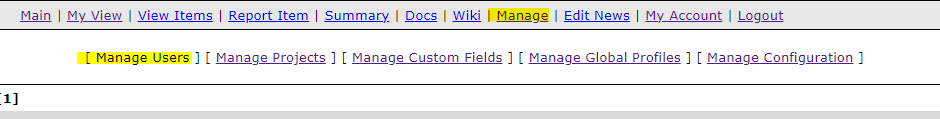 Main | My View | View Items | Report Item | Summary | Docs | Wiki | Manage | Edit News | My Account | Logout
[ Manage Users ] [ Manage Projects ] [ Manage Custom Fields ] [ Manage Global Profiles ] [ Manage Configuration ]
[1]